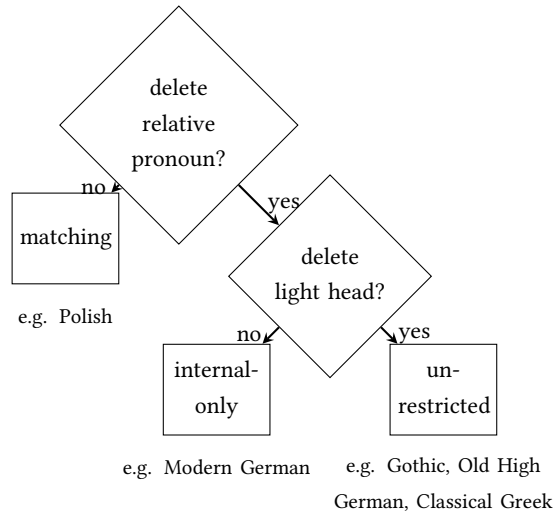 delete
relative
pronoun?
no
yes
matching
e.g. Polish
delete
light head?
no
yes
internal-
only
un-
restricted
e.g. Modern German
e.g. Gothic, Old High
German, Classical Greek